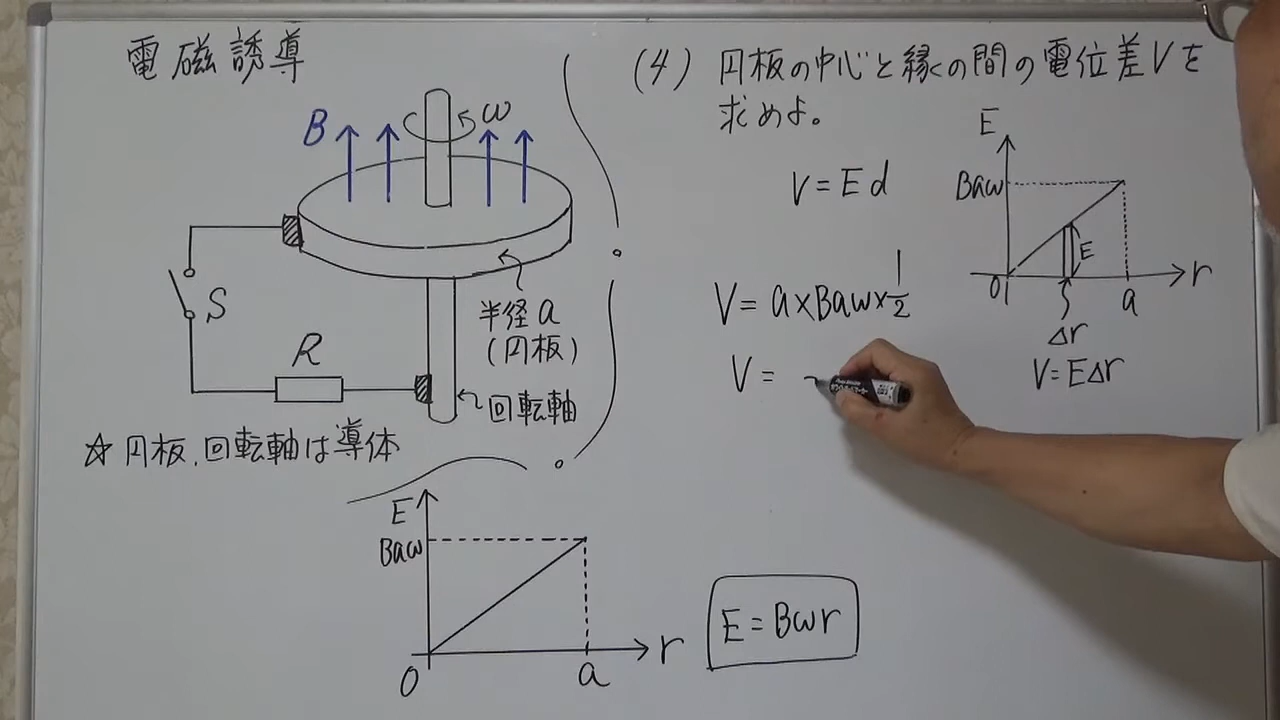 電磁誘導
B
ω
S
R
半径a
(円板)
回転軸
☆ 円板、回転軸は導体
E
Baω
O
a
r
E = Bωr
(4) 円板の中心と縁の間の電位差Vを
求めよ。
V = Ed
V = a×Baω×1/2
V =
E
Baω
E
O
a
r
Δr
V = EΔr